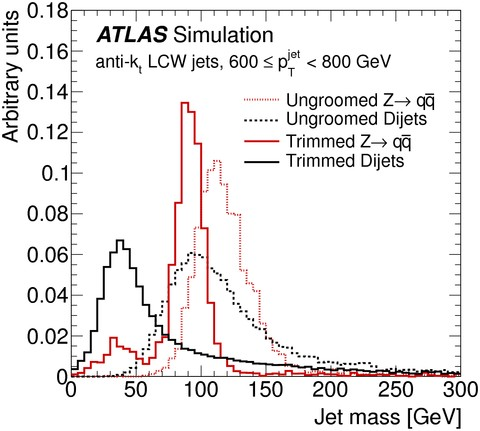 0.18
ATLAS Simulation
0.16
anti-kt LCW jets, 600 ≤ pTjet < 800 GeV
0.14
Ungroomed Z→ qq̄
0.12
Ungroomed Dijets
Trimmed Z→ qq̄
0.1
Trimmed Dijets
0.08
0.06
0.04
0.02
0
Arbitrary units
0 50 100 150 200 250 300
Jet mass [GeV]